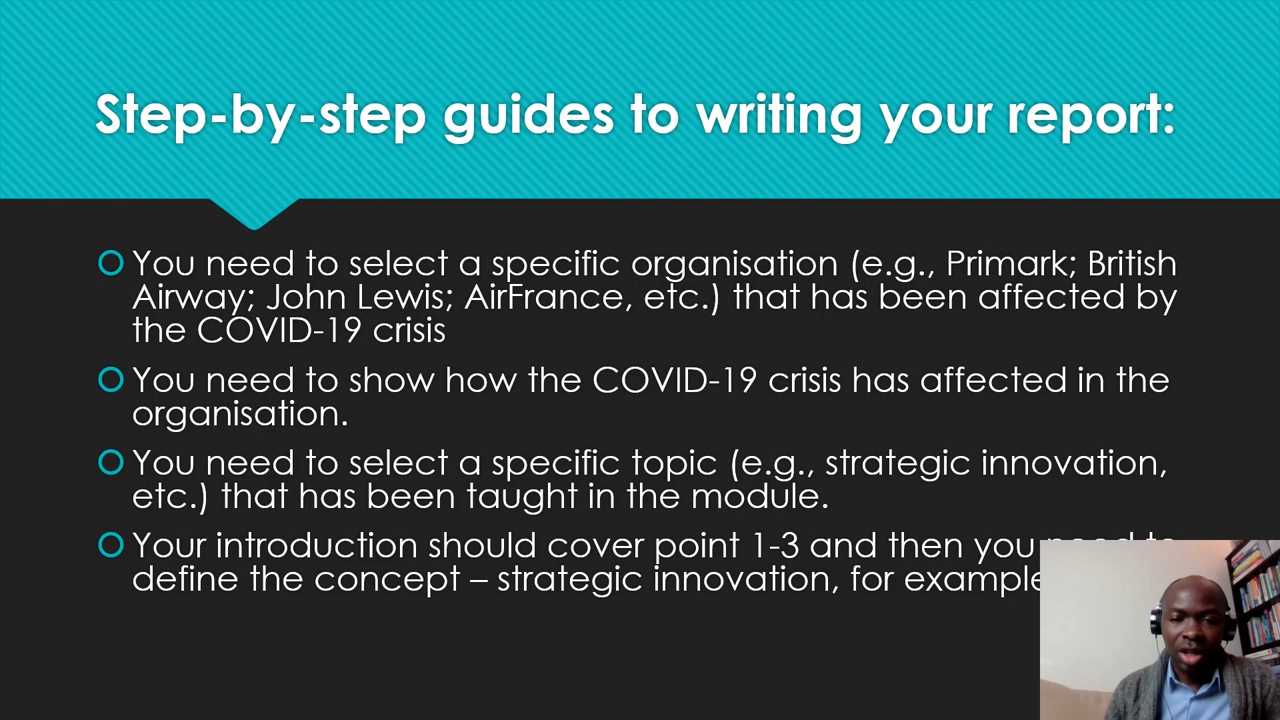 Step-by-step guides to writing your report:
You need to select a specific organisation (e.g., Primark; British
Airway; John Lewis; AirFrance, etc.) that has been affected by
the COVID-19 crisis
You need to show how the COVID-19 crisis has affected in the
organisation.
You need to select a specific topic (e.g., strategic innovation,
etc.) that has been taught in the module.
Your introduction should cover point 1-3 and then you need to
define the concept – strategic innovation, for example